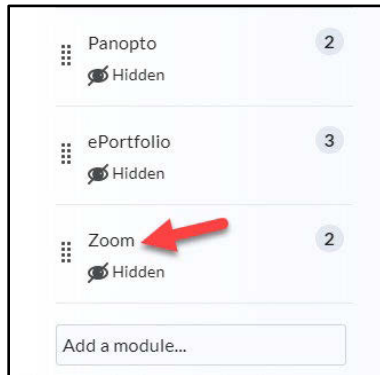 Panopto 2
Hidden
ePortfolio 3
Hidden
Zoom 2
Hidden
Add a module...